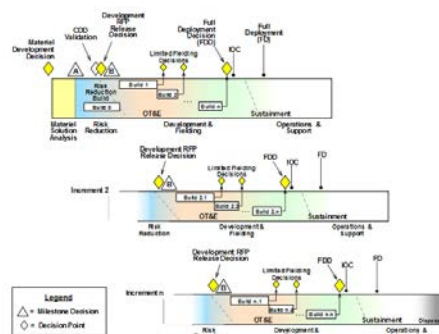 Development
RFP
Release
Decision
Full
Deployment
Decision
(FDD)
Full
Deployment
(FD)
CDD
Validation
Materiel
Development
Decision
IOC
Limited Fielding
Decisions
A
B
Risk
Reduction
Build
Build 0
Build 1
Build 2
Build n
OT&E
Sustainment
Materiel
Solution
Analysis
Risk
Reduction
Development &
Fielding
Operations &
Support
Development RFP
Release Decision
Limited Fielding
Decisions
FDD
IOC
FD
Increment 2
B
Build 2.1
Build 2.2
Build 2.n
OT&E
Sustainment
Risk
Reduction
Development &
Fielding
Operations &
Support
Development RFP
Release Decision
Limited Fielding
Decisions
FDD
IOC
FD
Increment n
B
Build n.1
Build n.2
Build n.n
OT&E
Sustainment
Risk
Development &
Operations &
Legend
= Milestone Decision
= Decision Point